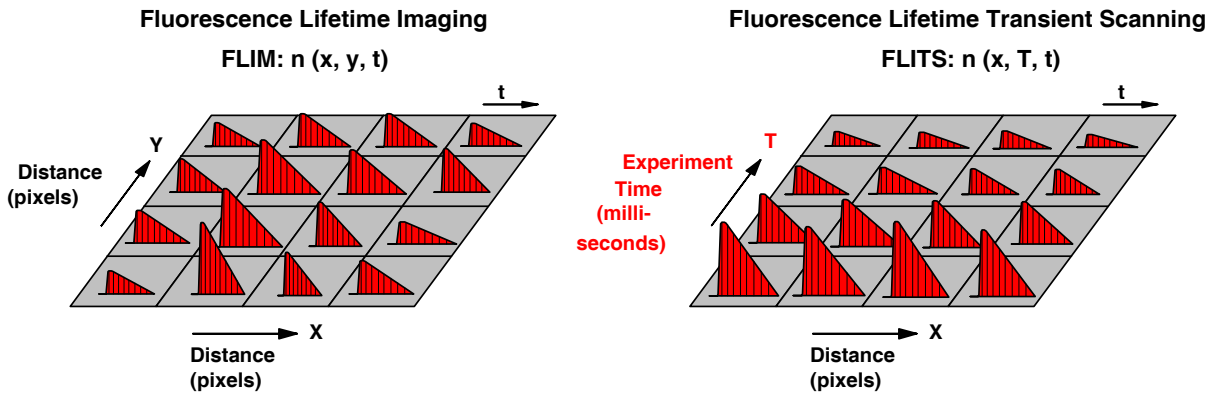 Fluorescence Lifetime Imaging
FLIM: n (x, y, t)
t
Y
Distance
(pixels)
X
Distance
(pixels)
Fluorescence Lifetime Transient Scanning
FLITS: n (x, T, t)
t
T
Experiment
Time
(milli-
seconds)
X
Distance
(pixels)